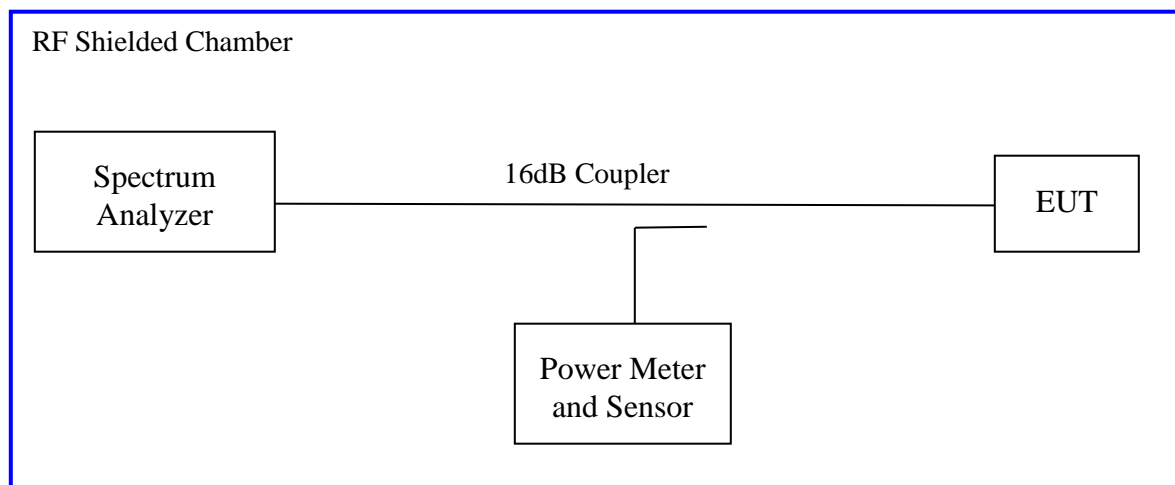 RF Shielded Chamber
Spectrum
Analyzer
16dB Coupler
EUT
Power Meter
and Sensor